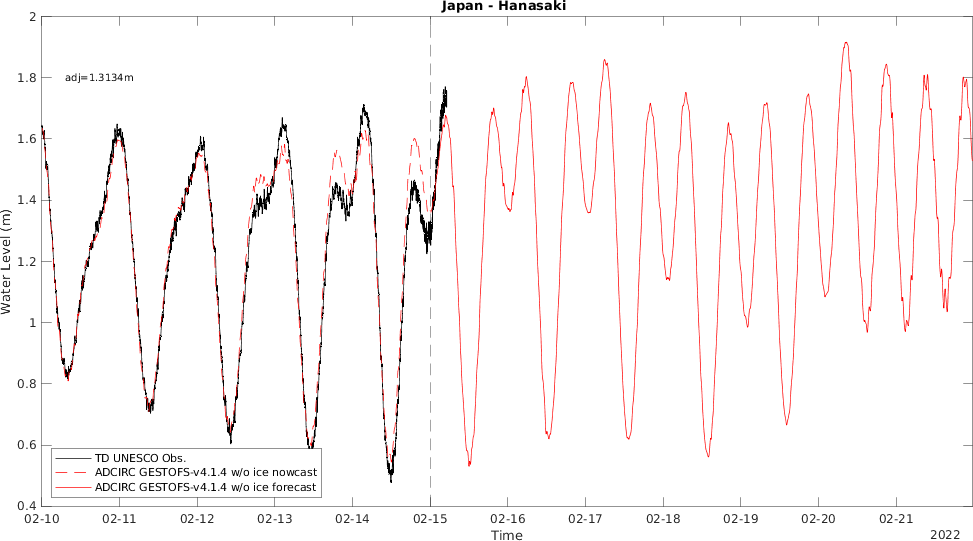 Japan - Hanasaki
2
1.8
1.6
1.4
1.2
1
0.8
0.6
0.4
Water Level (m)
adj=1.3134m
TD UNESCO Obs.
ADCIRC GESTOFS-v4.1.4 w/o ice nowcast
ADCIRC GESTOFS-v4.1.4 w/o ice forecast
02-10 02-11 02-12 02-13 02-14 02-15 02-16 02-17 02-18 02-19 02-20 02-21
Time
2022